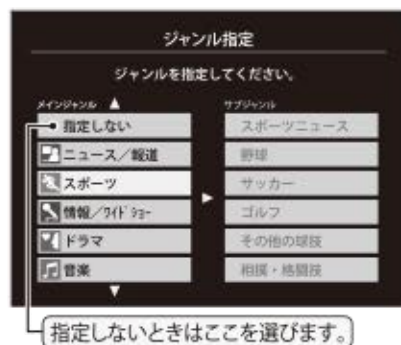 ジャンル指定
ジャンルを指定してください。
メインジャンル
サブジャンル
指定しない
スポーツニュース
ニュース/報道
野球
スポーツ
サッカー
情報/ワイドショー
ゴルフ
ドラマ
その他の球技
音楽
相撲・格闘技
指定しないときはここを選びます。